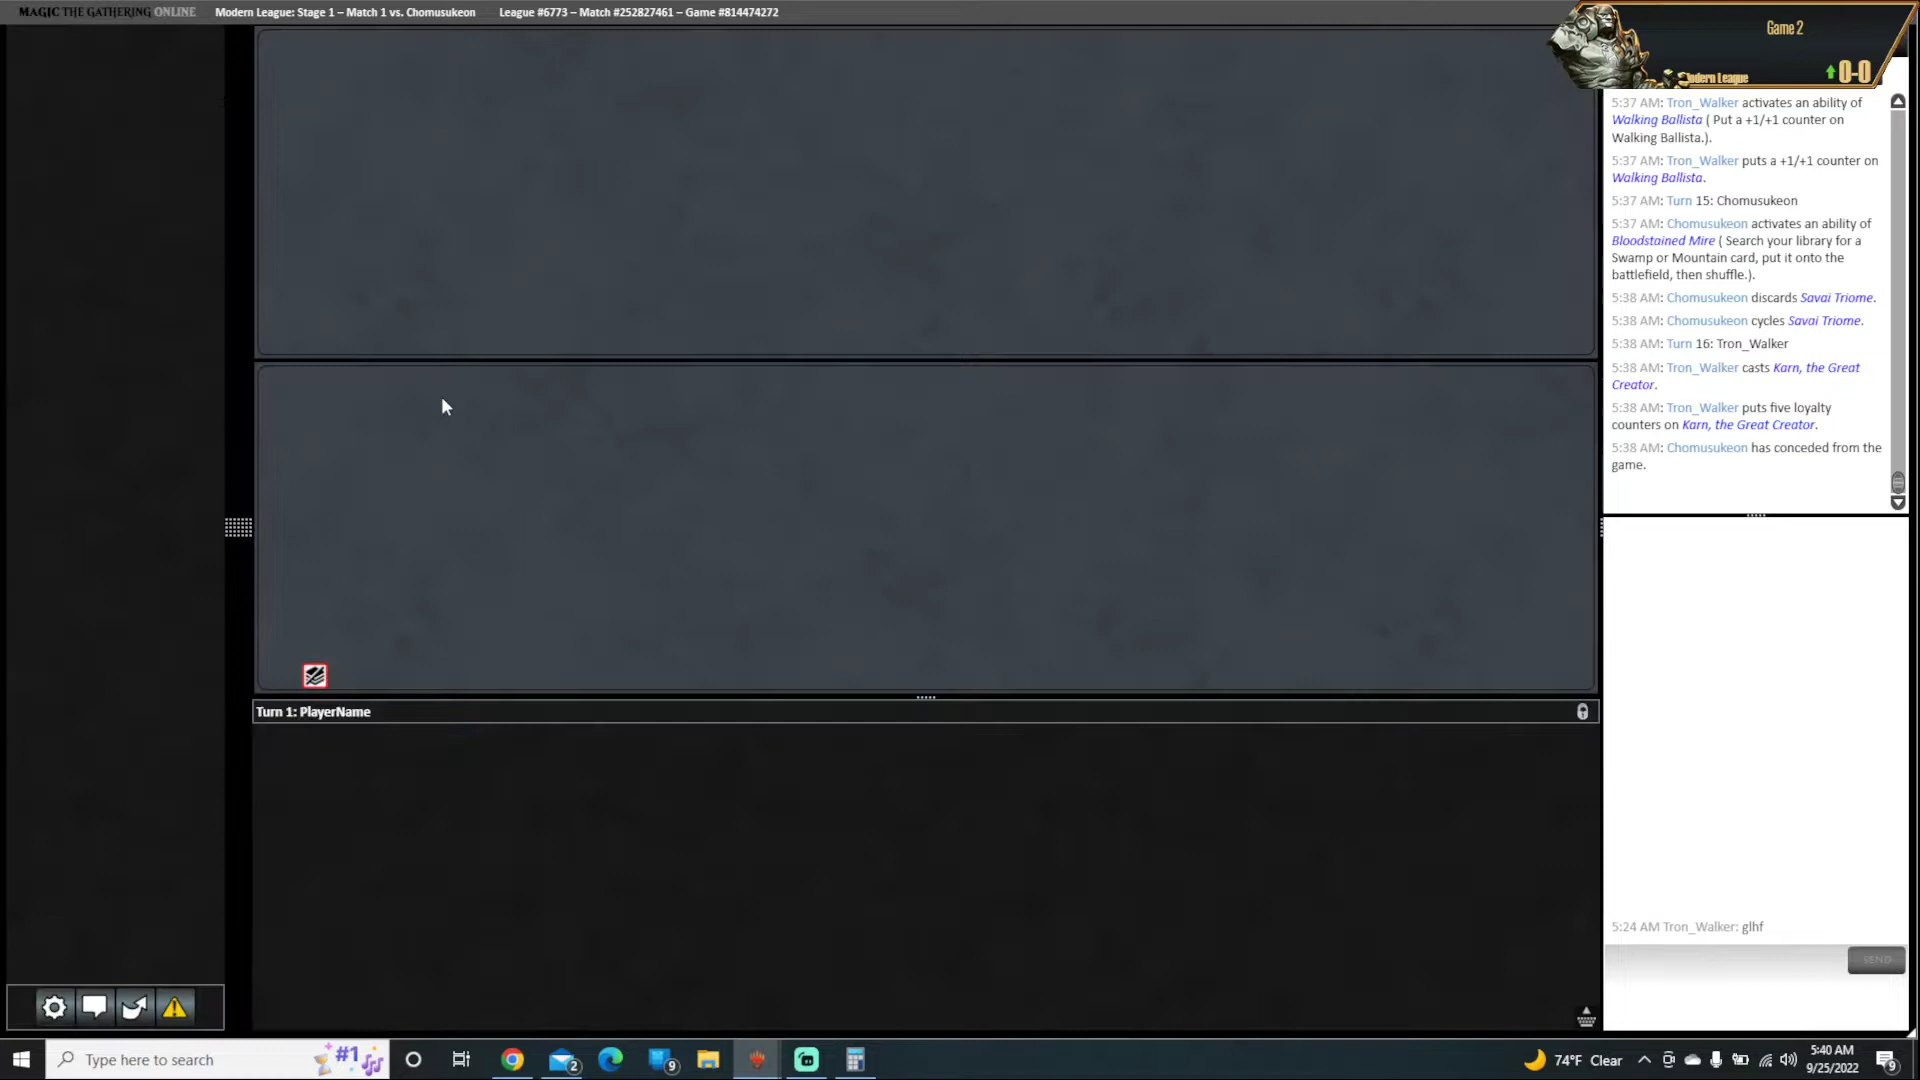 MAGIC THE GATHERING ONLINE
Modern League: Stage 1 – Match 1 vs. Chomusukeon
League #6773 – Match #252827461 – Game #814474272
Game 2
Modern League
0-0
5:37 AM: Tron_Walker activates an ability of
Walking Ballista ( Put a +1/+1 counter on
Walking Ballista.).
5:37 AM: Tron_Walker puts a +1/+1 counter on
Walking Ballista.
5:37 AM: Turn 15: Chomusukeon
5:37 AM: Chomusukeon activates an ability of
Bloodstained Mire ( Search your library for a
Swamp or Mountain card, put it onto the
battlefield, then shuffle.).
5:38 AM: Chomusukeon discards Savai Triome.
5:38 AM: Chomusukeon cycles Savai Triome.
5:38 AM: Turn 16: Tron_Walker
5:38 AM: Tron_Walker casts Karn, the Great
Creator.
5:38 AM: Tron_Walker puts five loyalty
counters on Karn, the Great Creator.
5:38 AM: Chomusukeon has conceded from the
game.
Turn 1: PlayerName
5:24 AM Tron_Walker: glhf
SEND
Type here to search
#1
2
9
74°F Clear
5:40 AM
9/25/2022
9